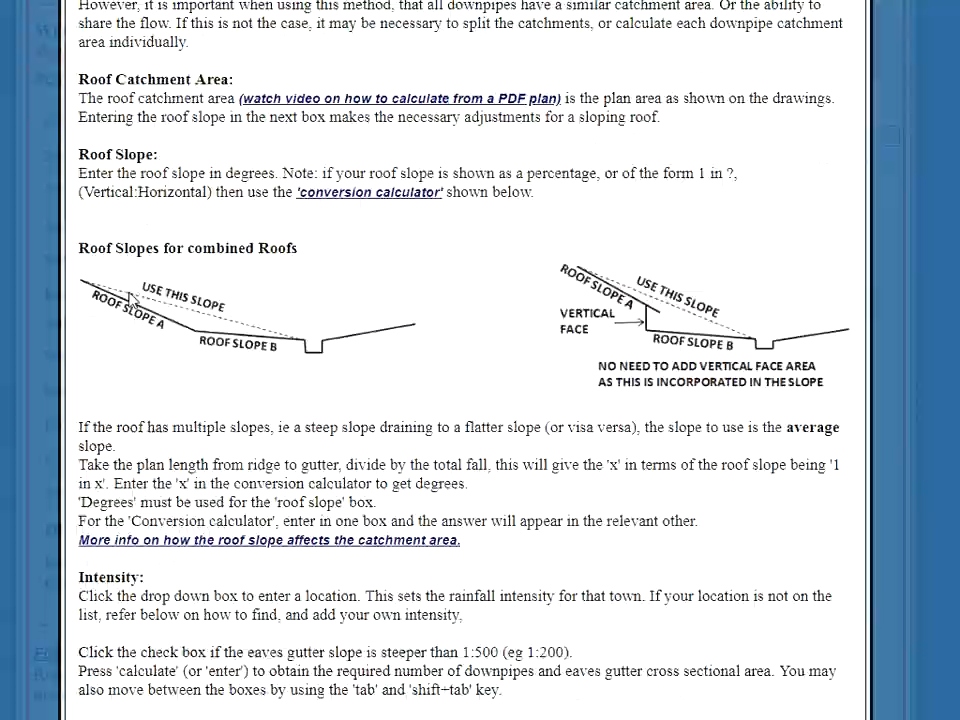 However, it is important when using this method, that all downpipes have a similar catchment area. Or the ability to
share the flow. If this is not the case, it may be necessary to split the catchments, or calculate each downpipe catchment
area individually.
Roof Catchment Area:
The roof catchment area (watch video on how to calculate from a PDF plan) is the plan area as shown on the drawings.
Entering the roof slope in the next box makes the necessary adjustments for a sloping roof.
Roof Slope:
Enter the roof slope in degrees. Note: if your roof slope is shown as a percentage, or of the form 1 in ?,
(Vertical:Horizontal) then use the 'conversion calculator' shown below.
Roof Slopes for combined Roofs
USE THIS SLOPE
ROOF SLOPE A
ROOF SLOPE B
ROOF SLOPE A
USE THIS SLOPE
VERTICAL
FACE
ROOF SLOPE B
NO NEED TO ADD VERTICAL FACE AREA
AS THIS IS INCORPORATED IN THE SLOPE
If the roof has multiple slopes, ie a steep slope draining to a flatter slope (or visa versa), the slope to use is the average
slope.
Take the plan length from ridge to gutter, divide by the total fall, this will give the 'x' in terms of the roof slope being '1
in x'. Enter the 'x' in the conversion calculator to get degrees.
'Degrees' must be used for the 'roof slope' box.
For the 'Conversion calculator', enter in one box and the answer will appear in the relevant other.
More info on how the roof slope affects the catchment area.
Intensity:
Click the drop down box to enter a location. This sets the rainfall intensity for that town. If your location is not on the
list, refer below on how to find, and add your own intensity,
Click the check box if the eaves gutter slope is steeper than 1:500 (eg 1:200).
Press 'calculate' (or 'enter') to obtain the required number of downpipes and eaves gutter cross sectional area. You may
also move between the boxes by using the 'tab' and 'shift+tab' key.